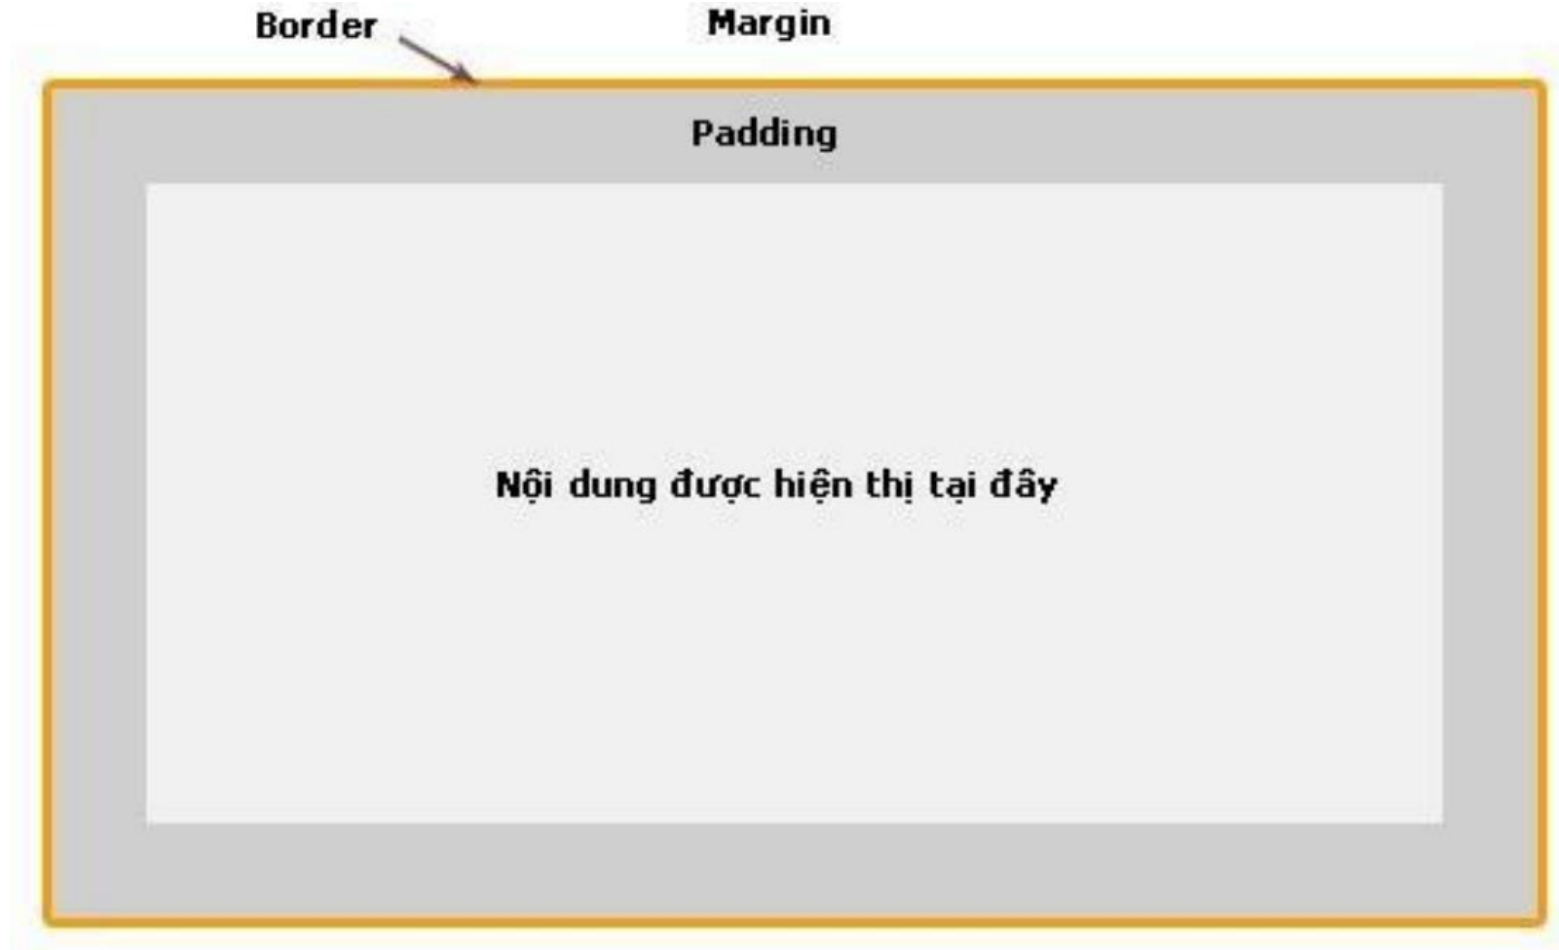 Border
Margin
Padding
Nội dung được hiện thị tại đây